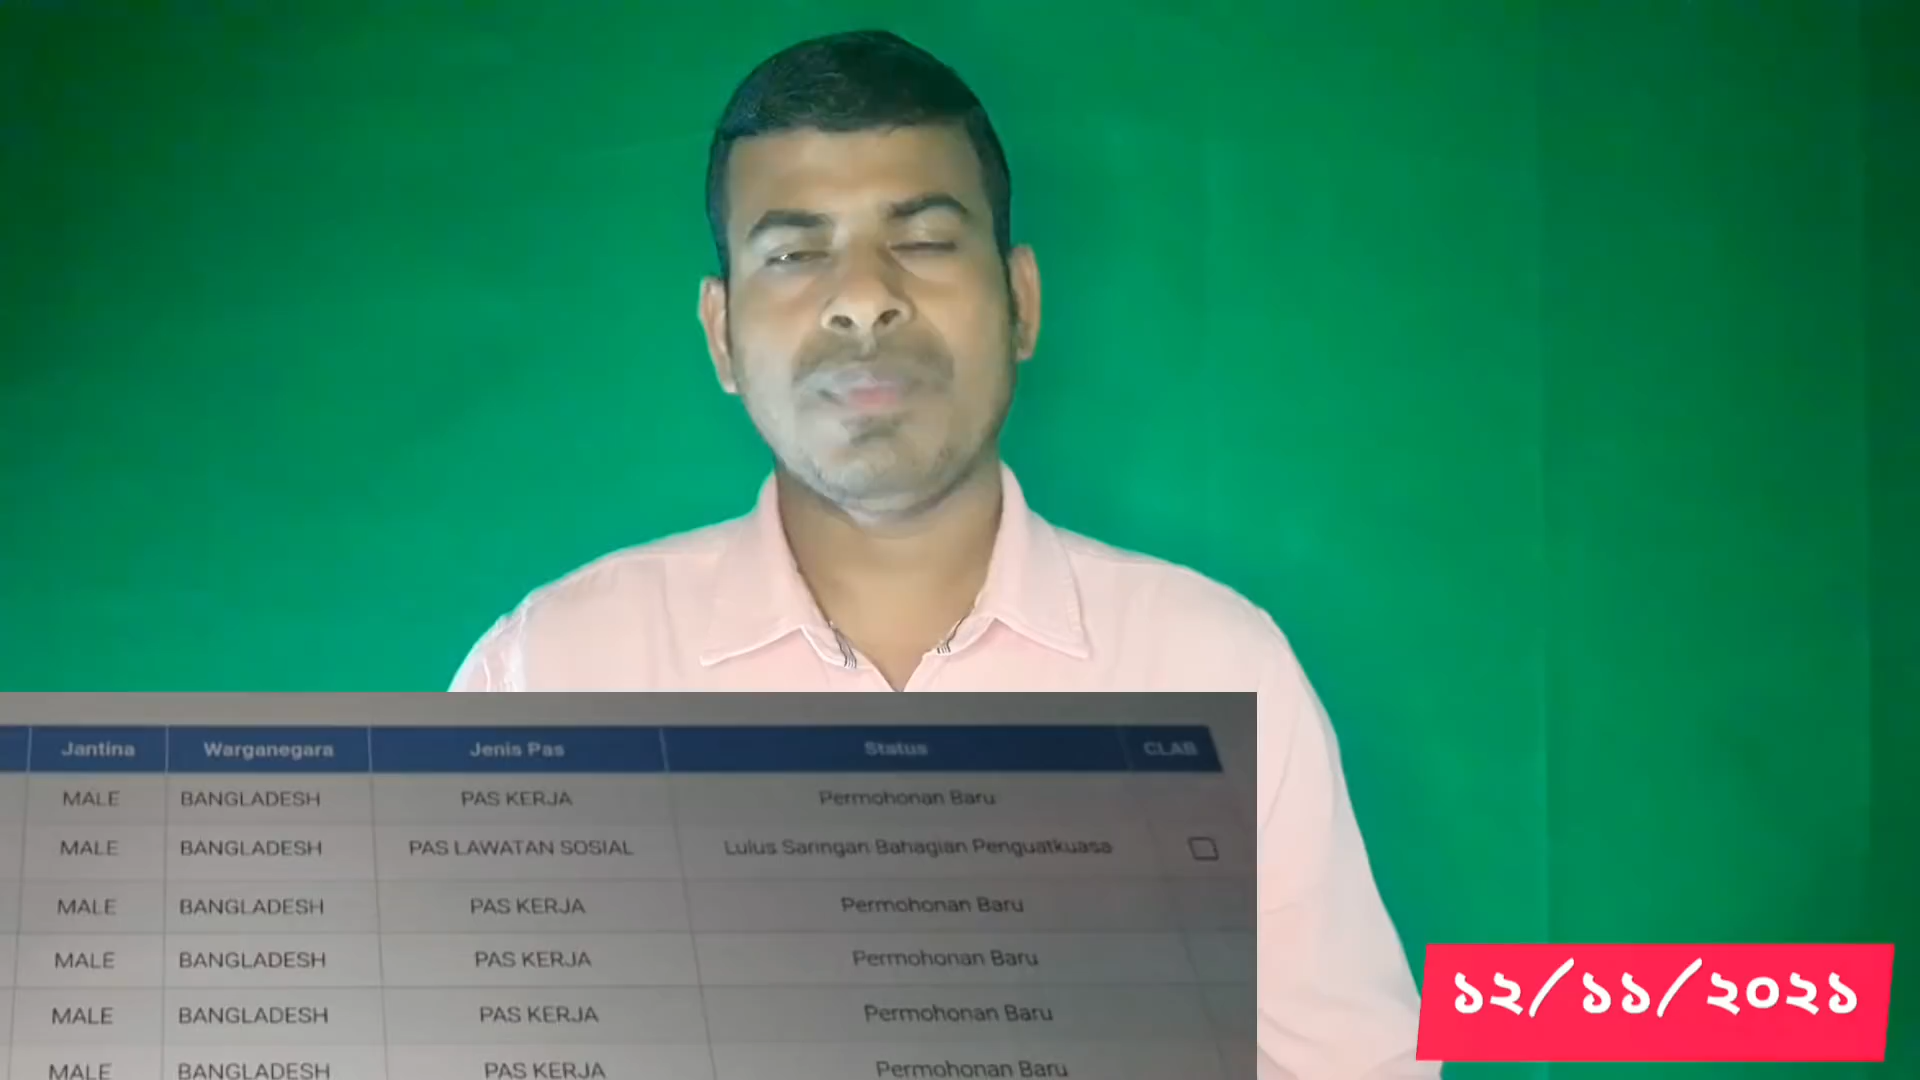 Jantina Warganegara Jenis Pas Status CLAB
MALE BANGLADESH PAS KERJA Permohonan Baru
MALE BANGLADESH PAS LAWATAN SOSIAL Lulus Saringan Bahagian Penguatkuasa
MALE BANGLADESH PAS KERJA Permohonan Baru
MALE BANGLADESH PAS KERJA Permohonan Baru
MALE BANGLADESH PAS KERJA Permohonan Baru
MALE BANGLADESH PAS KERJA Permohonan Baru
১২/১১/২০২১